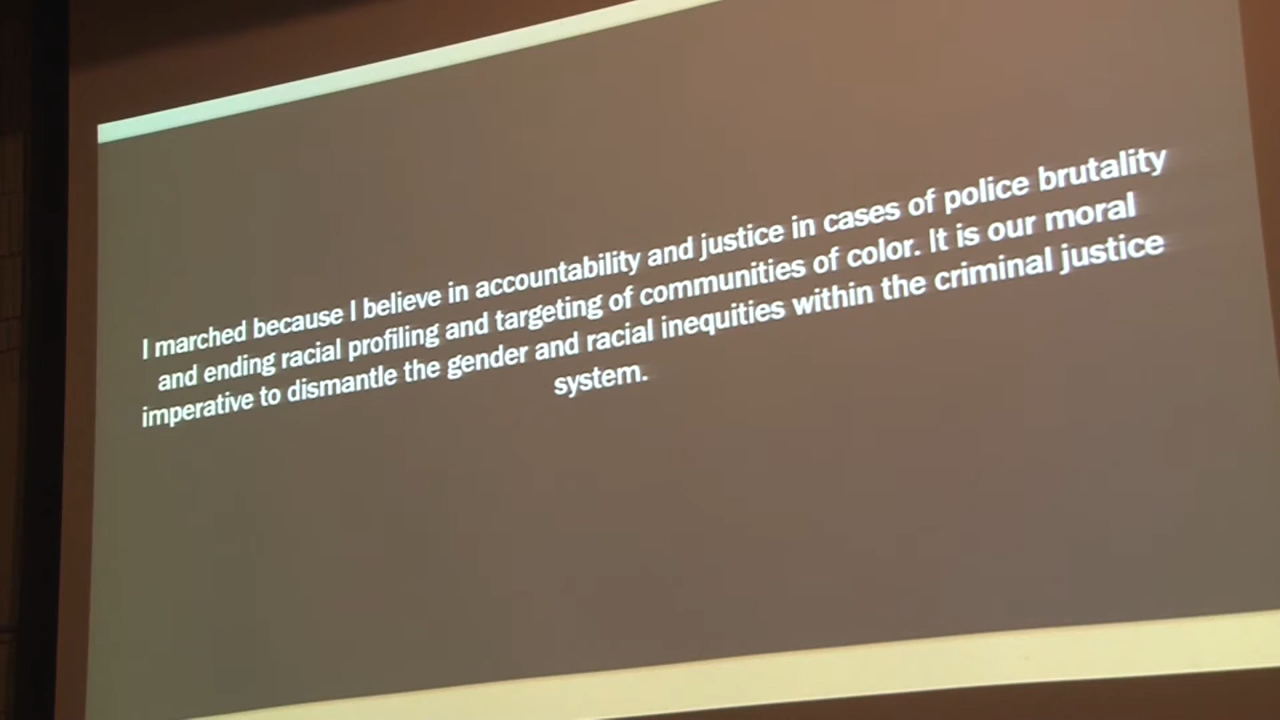 I marched because I believe in accountability and justice in cases of police brutality
and ending racial profiling and targeting of communities of color. It is our moral
imperative to dismantle the gender and racial inequities within the criminal justice
system.